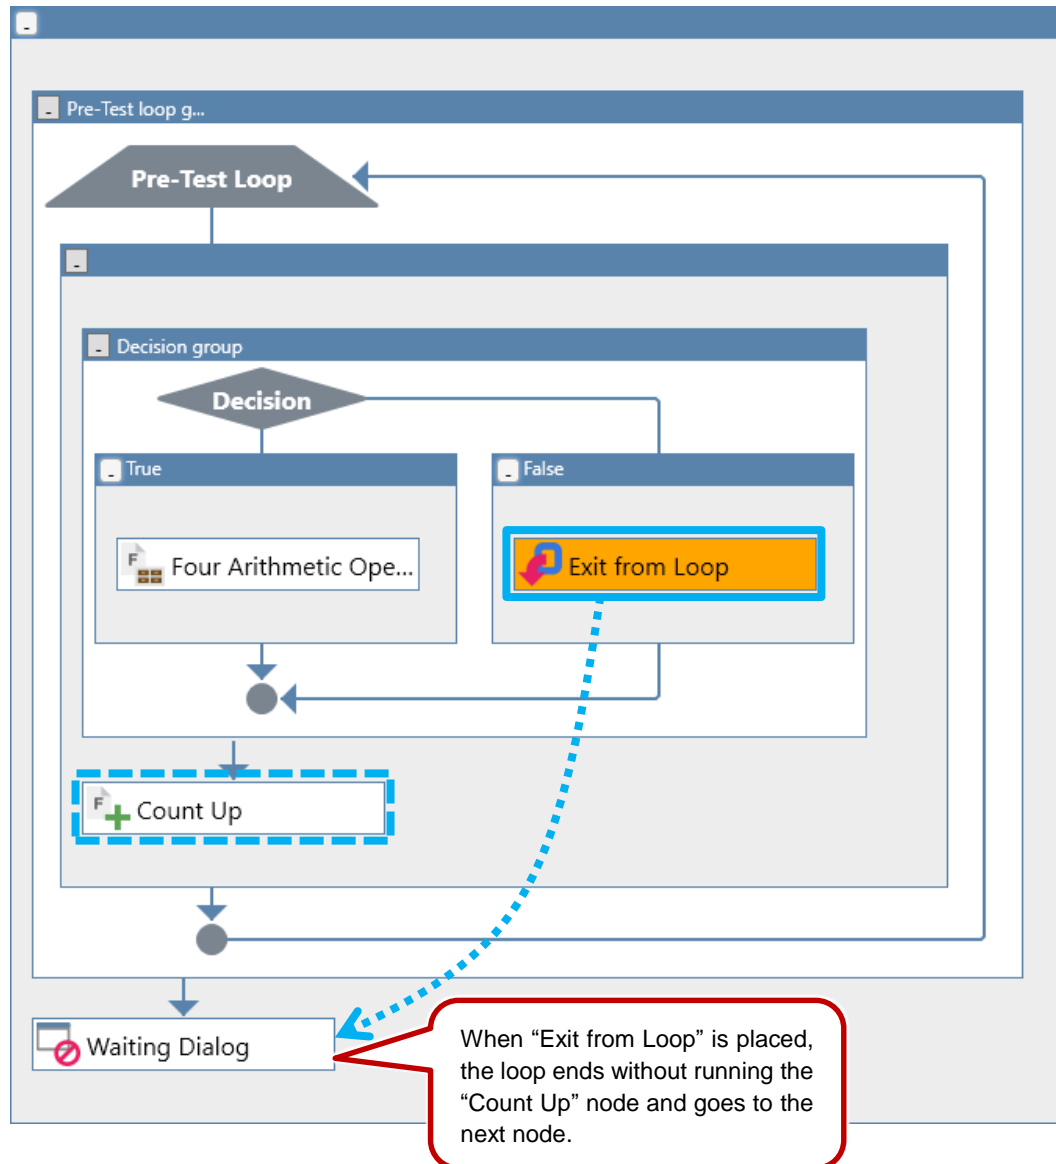 Pre-Test loop g...
Pre-Test Loop
Decision group
Decision
True
False
Four Arithmetic Ope...
Exit from Loop
Count Up
Waiting Dialog
When “Exit from Loop” is placed,
the loop ends without running the
“Count Up” node and goes to the
next node.